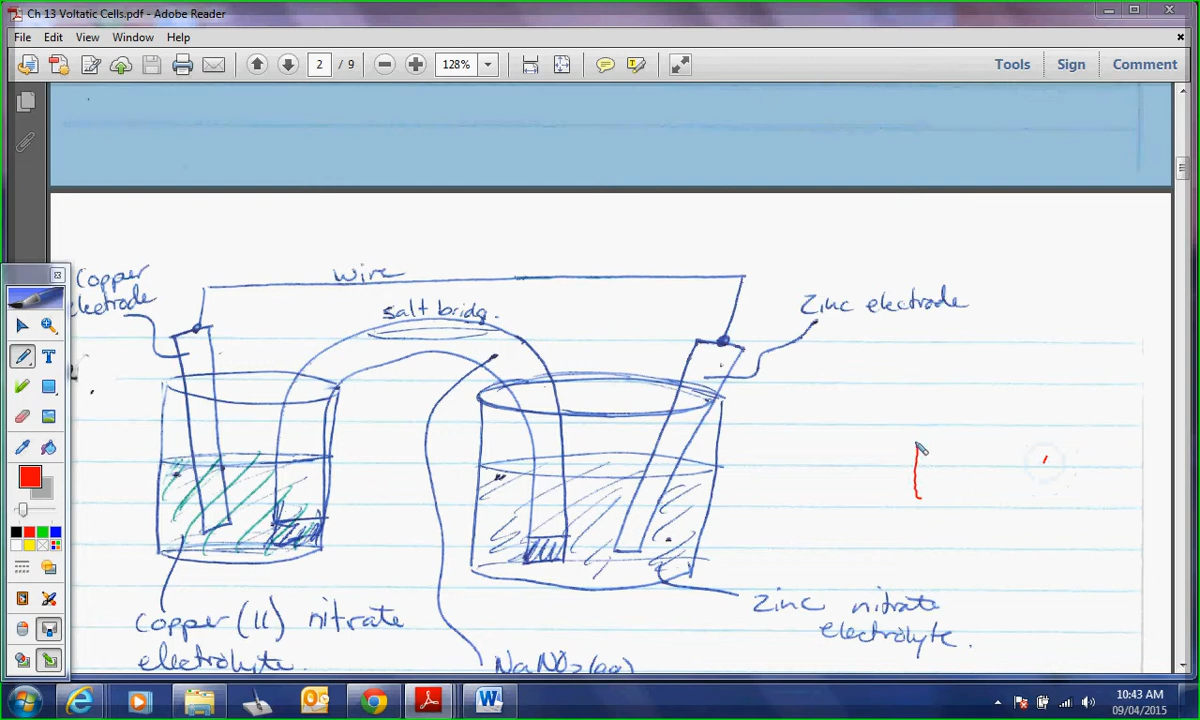 Ch 13 Voltatic Cells.pdf - Adobe Reader
File Edit View Window Help
2 / 9 128% Tools Sign Comment
copper electrode
wire
salt bridg.
Zinc electrode
copper (II) nitrate
electrolyte.
Zinc nitrate
electrolyte.
NaNO3(aq)
10:43 AM
09/04/2015